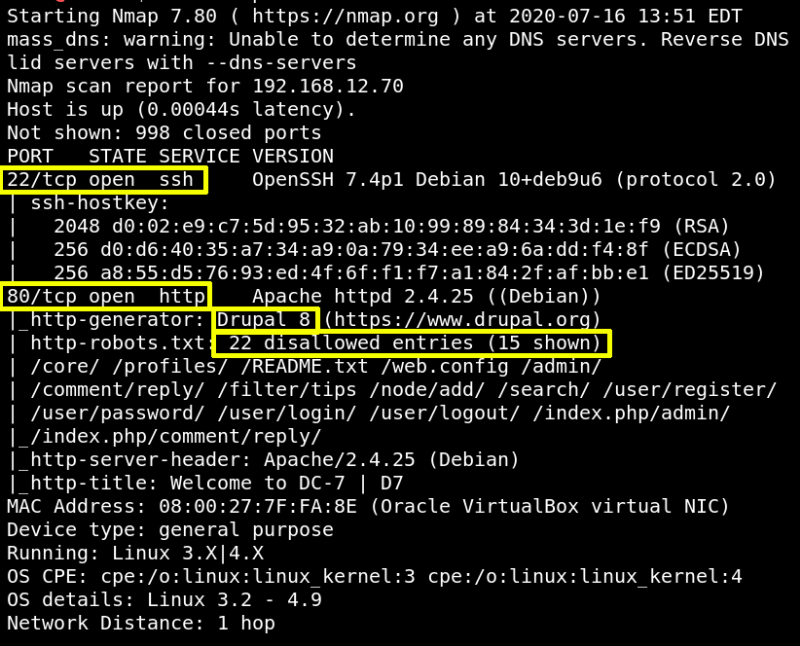 Starting Nmap 7.80 ( https://nmap.org ) at 2020-07-16 13:51 EDT
mass_dns: warning: Unable to determine any DNS servers. Reverse DNS
lid servers with --dns-servers
Nmap scan report for 192.168.12.70
Host is up (0.00044s latency).
Not shown: 998 closed ports
PORT   STATE SERVICE VERSION
22/tcp open  ssh     OpenSSH 7.4p1 Debian 10+deb9u6 (protocol 2.0)
| ssh-hostkey:
|   2048 d0:02:e9:c7:5d:95:32:ab:10:99:89:84:34:3d:1e:f9 (RSA)
|   256 d0:d6:40:35:a7:34:a9:0a:79:34:ee:a9:6a:dd:f4:8f (ECDSA)
|   256 a8:55:d5:76:93:ed:4f:6f:f1:f7:a1:84:2f:af:bb:e1 (ED25519)
80/tcp open  http    Apache httpd 2.4.25 ((Debian))
|_http-generator: Drupal 8 (https://www.drupal.org)
| http-robots.txt: 22 disallowed entries (15 shown)
| /core/ /profiles/ /README.txt /web.config /admin/
| /comment/reply/ /filter/tips /node/add/ /search/ /user/register/
| /user/password/ /user/login/ /user/logout/ /index.php/admin/
|_/index.php/comment/reply/
|_http-server-header: Apache/2.4.25 (Debian)
|_http-title: Welcome to DC-7 | D7
MAC Address: 08:00:27:7F:FA:8E (Oracle VirtualBox virtual NIC)
Device type: general purpose
Running: Linux 3.X|4.X
OS CPE: cpe:/o:linux:linux_kernel:3 cpe:/o:linux:linux_kernel:4
OS details: Linux 3.2 - 4.9
Network Distance: 1 hop